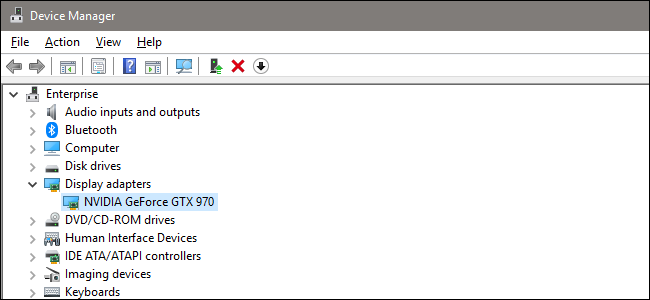 Device Manager
File Action View Help
Enterprise
Audio inputs and outputs
Bluetooth
Computer
Disk drives
Display adapters
NVIDIA GeForce GTX 970
DVD/CD-ROM drives
Human Interface Devices
IDE ATA/ATAPI controllers
Imaging devices
Keyboards